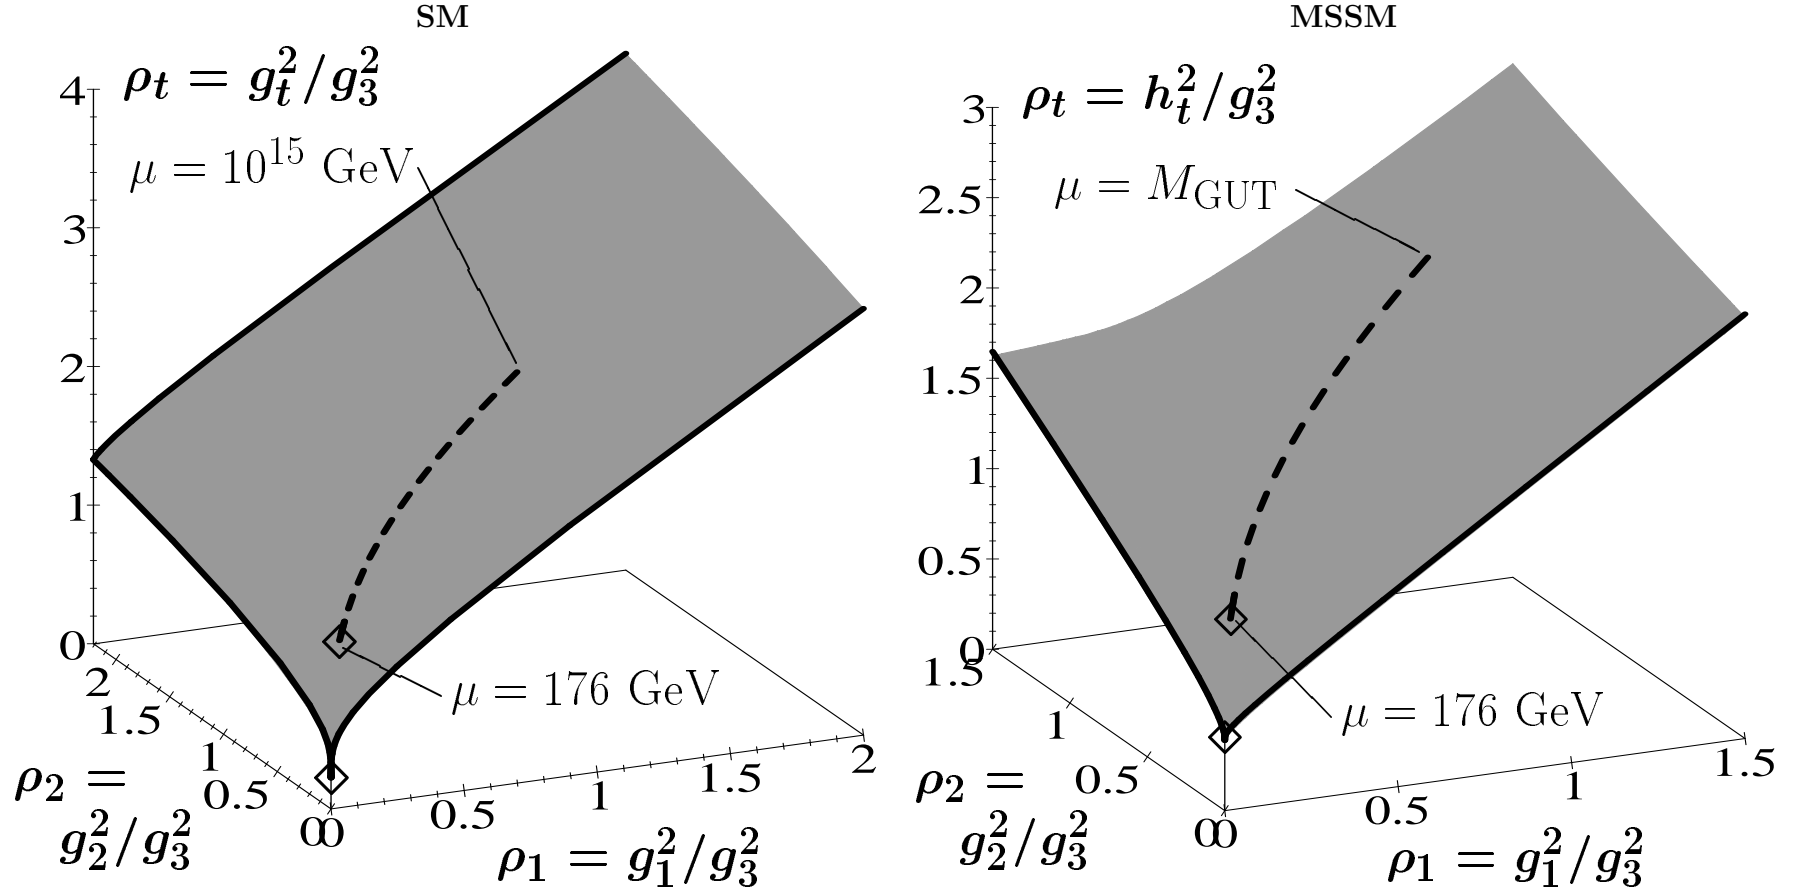 SM
ρt = g_t^2/g_3^2
4
μ = 10^15 GeV
3
2
1
0
2
1.5
1
0.5
0
ρ2 =
g_2^2/g_3^2
μ = 176 GeV
0
0.5
1
1.5
2
ρ1 = g_1^2/g_3^2
MSSM
ρt = h_t^2/g_3^2
3
μ = M_GUT
2.5
2
1.5
1
0.5
0
1.5
1
0.5
0
ρ2 =
g_2^2/g_3^2
μ = 176 GeV
0
0.5
1
1.5
ρ1 = g_1^2/g_3^2